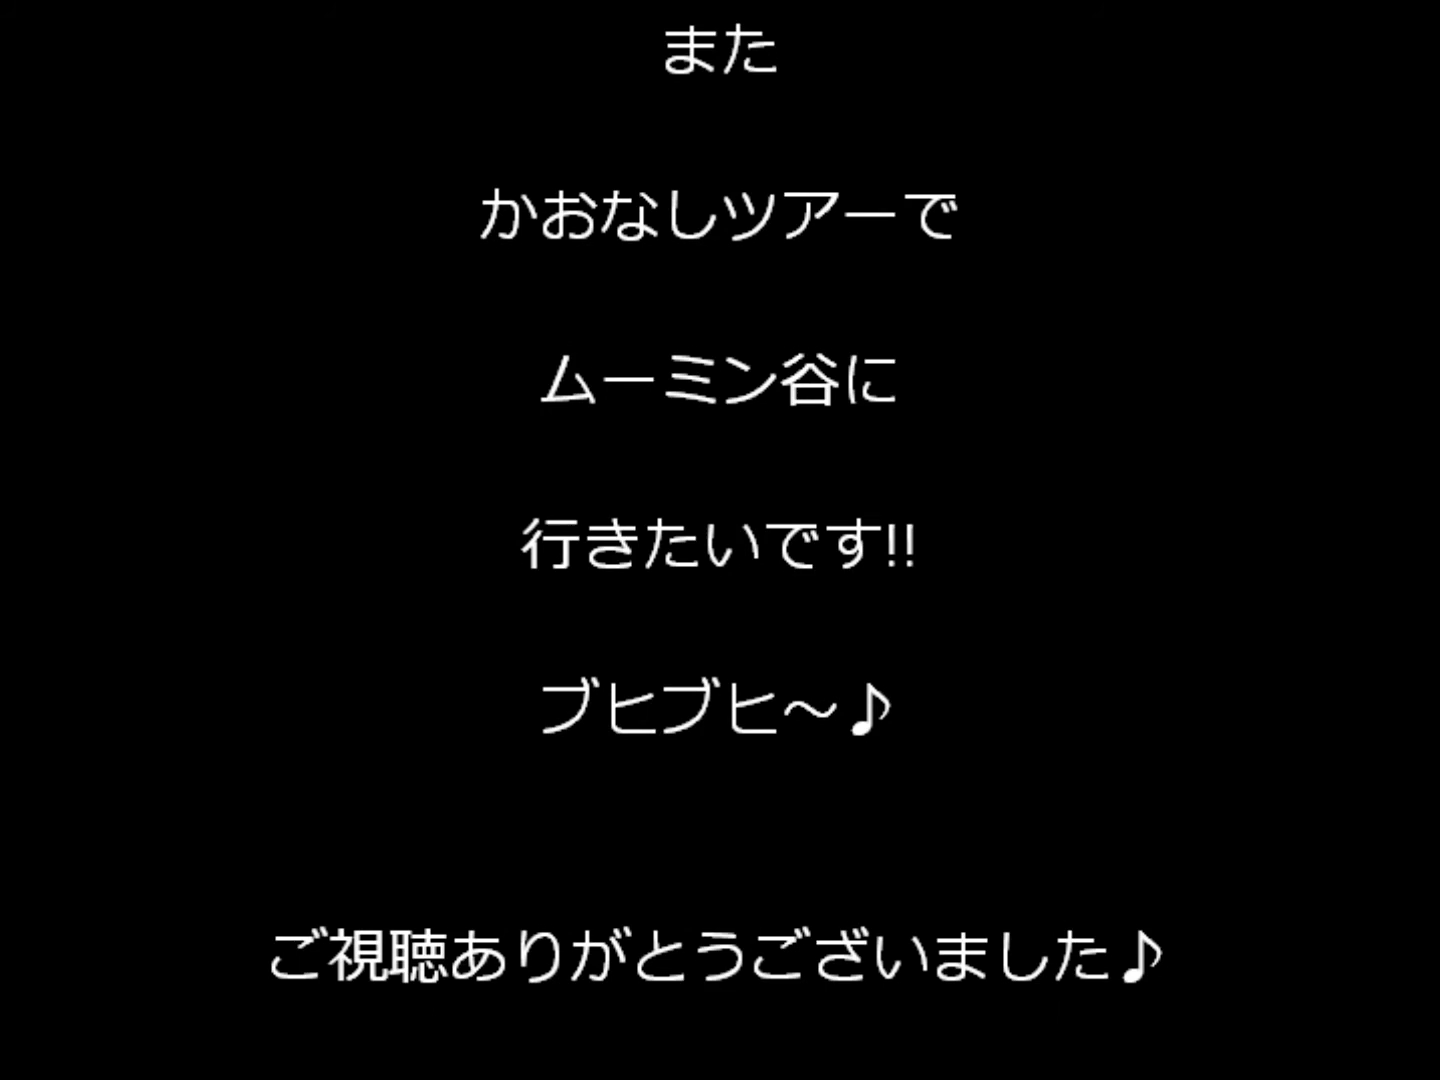 また
かおなしツアーで
ムーミン谷に
行きたいです!!
ブヒブヒ～♪
ご視聴ありがとうございました♪